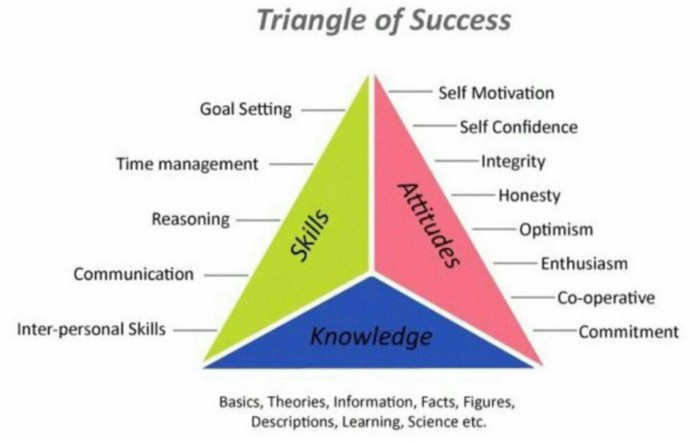 Triangle of Success
Goal Setting
Time management
Reasoning
Communication
Inter-personal Skills
Skills
Attitudes
Self Motivation
Self Confidence
Integrity
Honesty
Optimism
Enthusiasm
Co-operative
Commitment
Knowledge
Basics, Theories, Information, Facts, Figures,
Descriptions, Learning, Science etc.